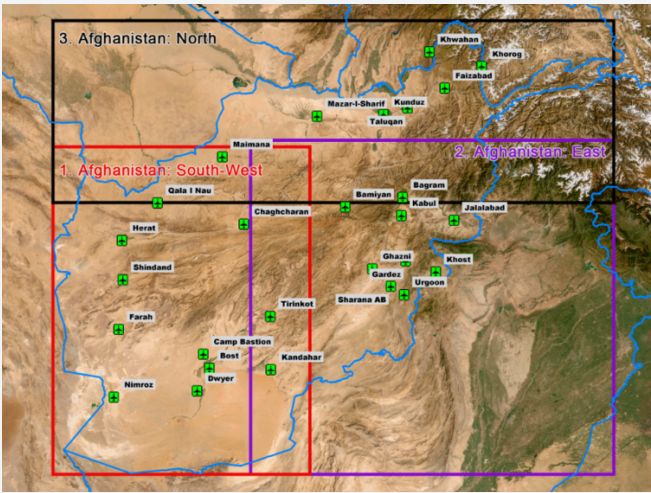 3. Afghanistan: North
Khwahan
Khorog
Faizabad
Mazar-I-Sharif
Kunduz
Taluqan
Maimana
2. Afghanistan: East
1. Afghanistan: South-West
Qala I Nau
Bamiyan
Bagram
Kabul
Jalalabad
Chaghcharan
Herat
Ghazni
Khost
Gardez
Shindand
Urgoon
Sharana AB
Tirinkot
Farah
Camp Bastion
Bost
Kandahar
Dwyer
Nimroz